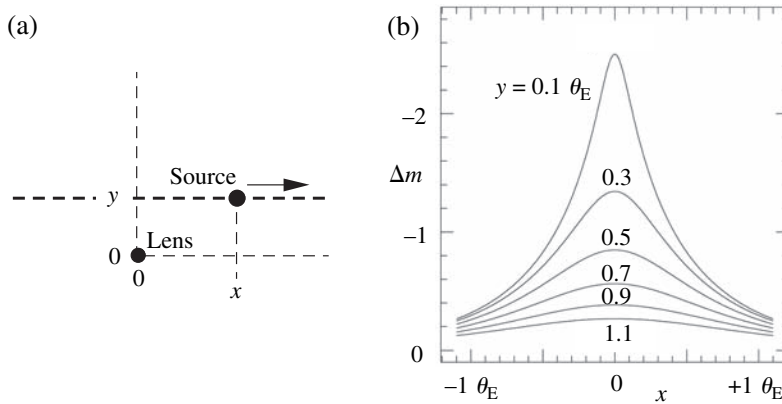 (a)
Source
y
0
Lens
0
x
(b)
y = 0.1 θE
−2
Δm
0.3
−1
0.5
0.7
0.9
1.1
0
−1 θE
0
x
+1 θE